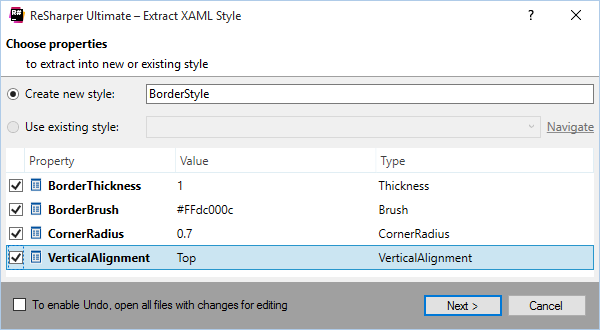 R# ReSharper Ultimate – Extract XAML Style ?
Choose properties
to extract into new or existing style
Create new style: BorderStyle
Use existing style: Navigate
Property Value Type
BorderThickness 1 Thickness
BorderBrush #FFdc000c Brush
CornerRadius 0.7 CornerRadius
VerticalAlignment Top VerticalAlignment
To enable Undo, open all files with changes for editing Next > Cancel